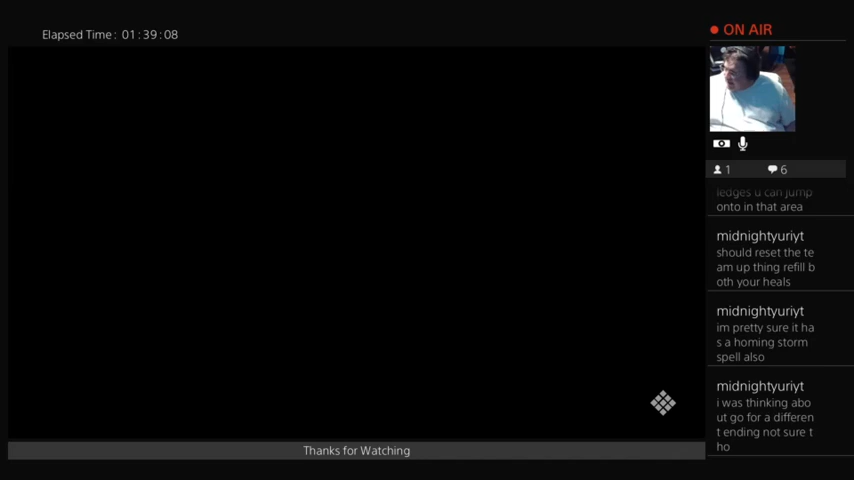 Elapsed Time: 01:39:08
ON AIR
1
6
ledges u can jump
onto in that area
midnightyuriyt
should reset the te
am up thing refill b
oth your heals
midnightyuriyt
im pretty sure it ha
s a homing storm
spell also
midnightyuriyt
i was thinking abo
ut go for a differen
t ending not sure t
ho
Thanks for Watching